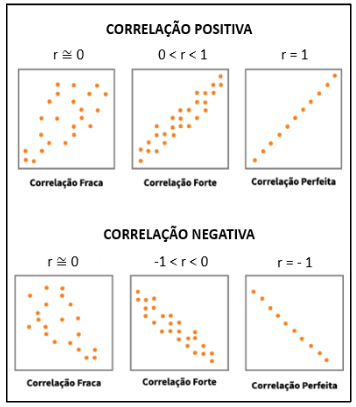 CORRELAÇÃO POSITIVA
r ≅ 0 0 < r < 1 r = 1
Correlação Fraca Correlação Forte Correlação Perfeita
CORRELAÇÃO NEGATIVA
r ≅ 0 -1 < r < 0 r = - 1
Correlação Fraca Correlação Forte Correlação Perfeita